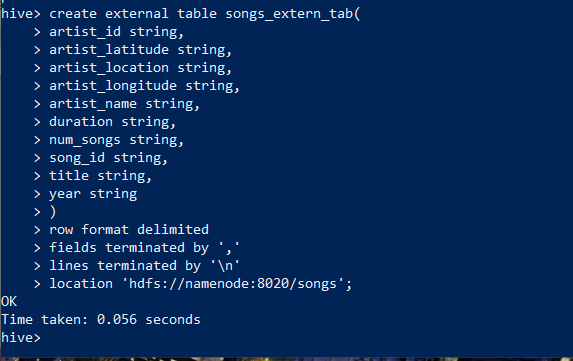 hive> create external table songs_extern_tab(
    > artist_id string,
    > artist_latitude string,
    > artist_location string,
    > artist_longitude string,
    > artist_name string,
    > duration string,
    > num_songs string,
    > song_id string,
    > title string,
    > year string
    > )
    > row format delimited
    > fields terminated by ','
    > lines terminated by '\n'
    > location 'hdfs://namenode:8020/songs';
OK
Time taken: 0.056 seconds
hive>